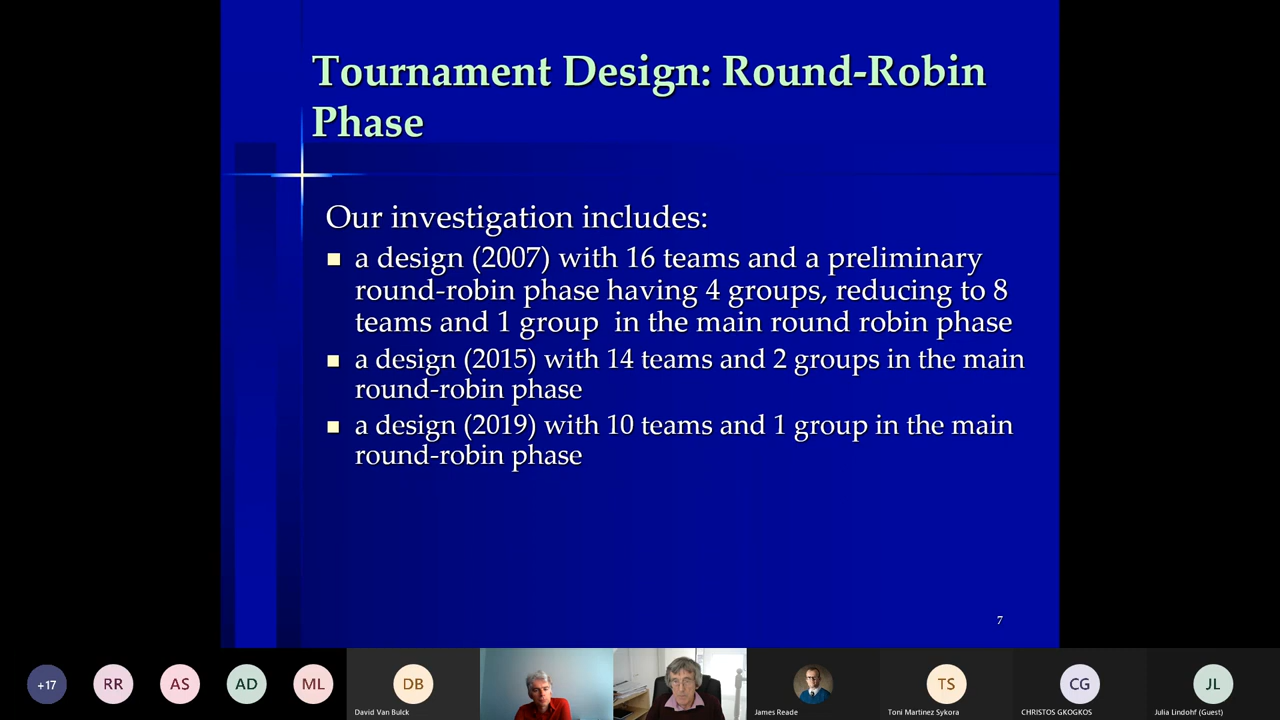 Tournament Design: Round-Robin
Phase
Our investigation includes:
a design (2007) with 16 teams and a preliminary
round-robin phase having 4 groups, reducing to 8
teams and 1 group in the main round robin phase
a design (2015) with 14 teams and 2 groups in the main
round-robin phase
a design (2019) with 10 teams and 1 group in the main
round-robin phase
7
+17
RR
AS
AD
ML
DB
TS
CG
JL
David Van Bulck
James Reade
Toni Martinez Sykora
CHRISTOS GKOGKOS
Julia Lindohf (Guest)